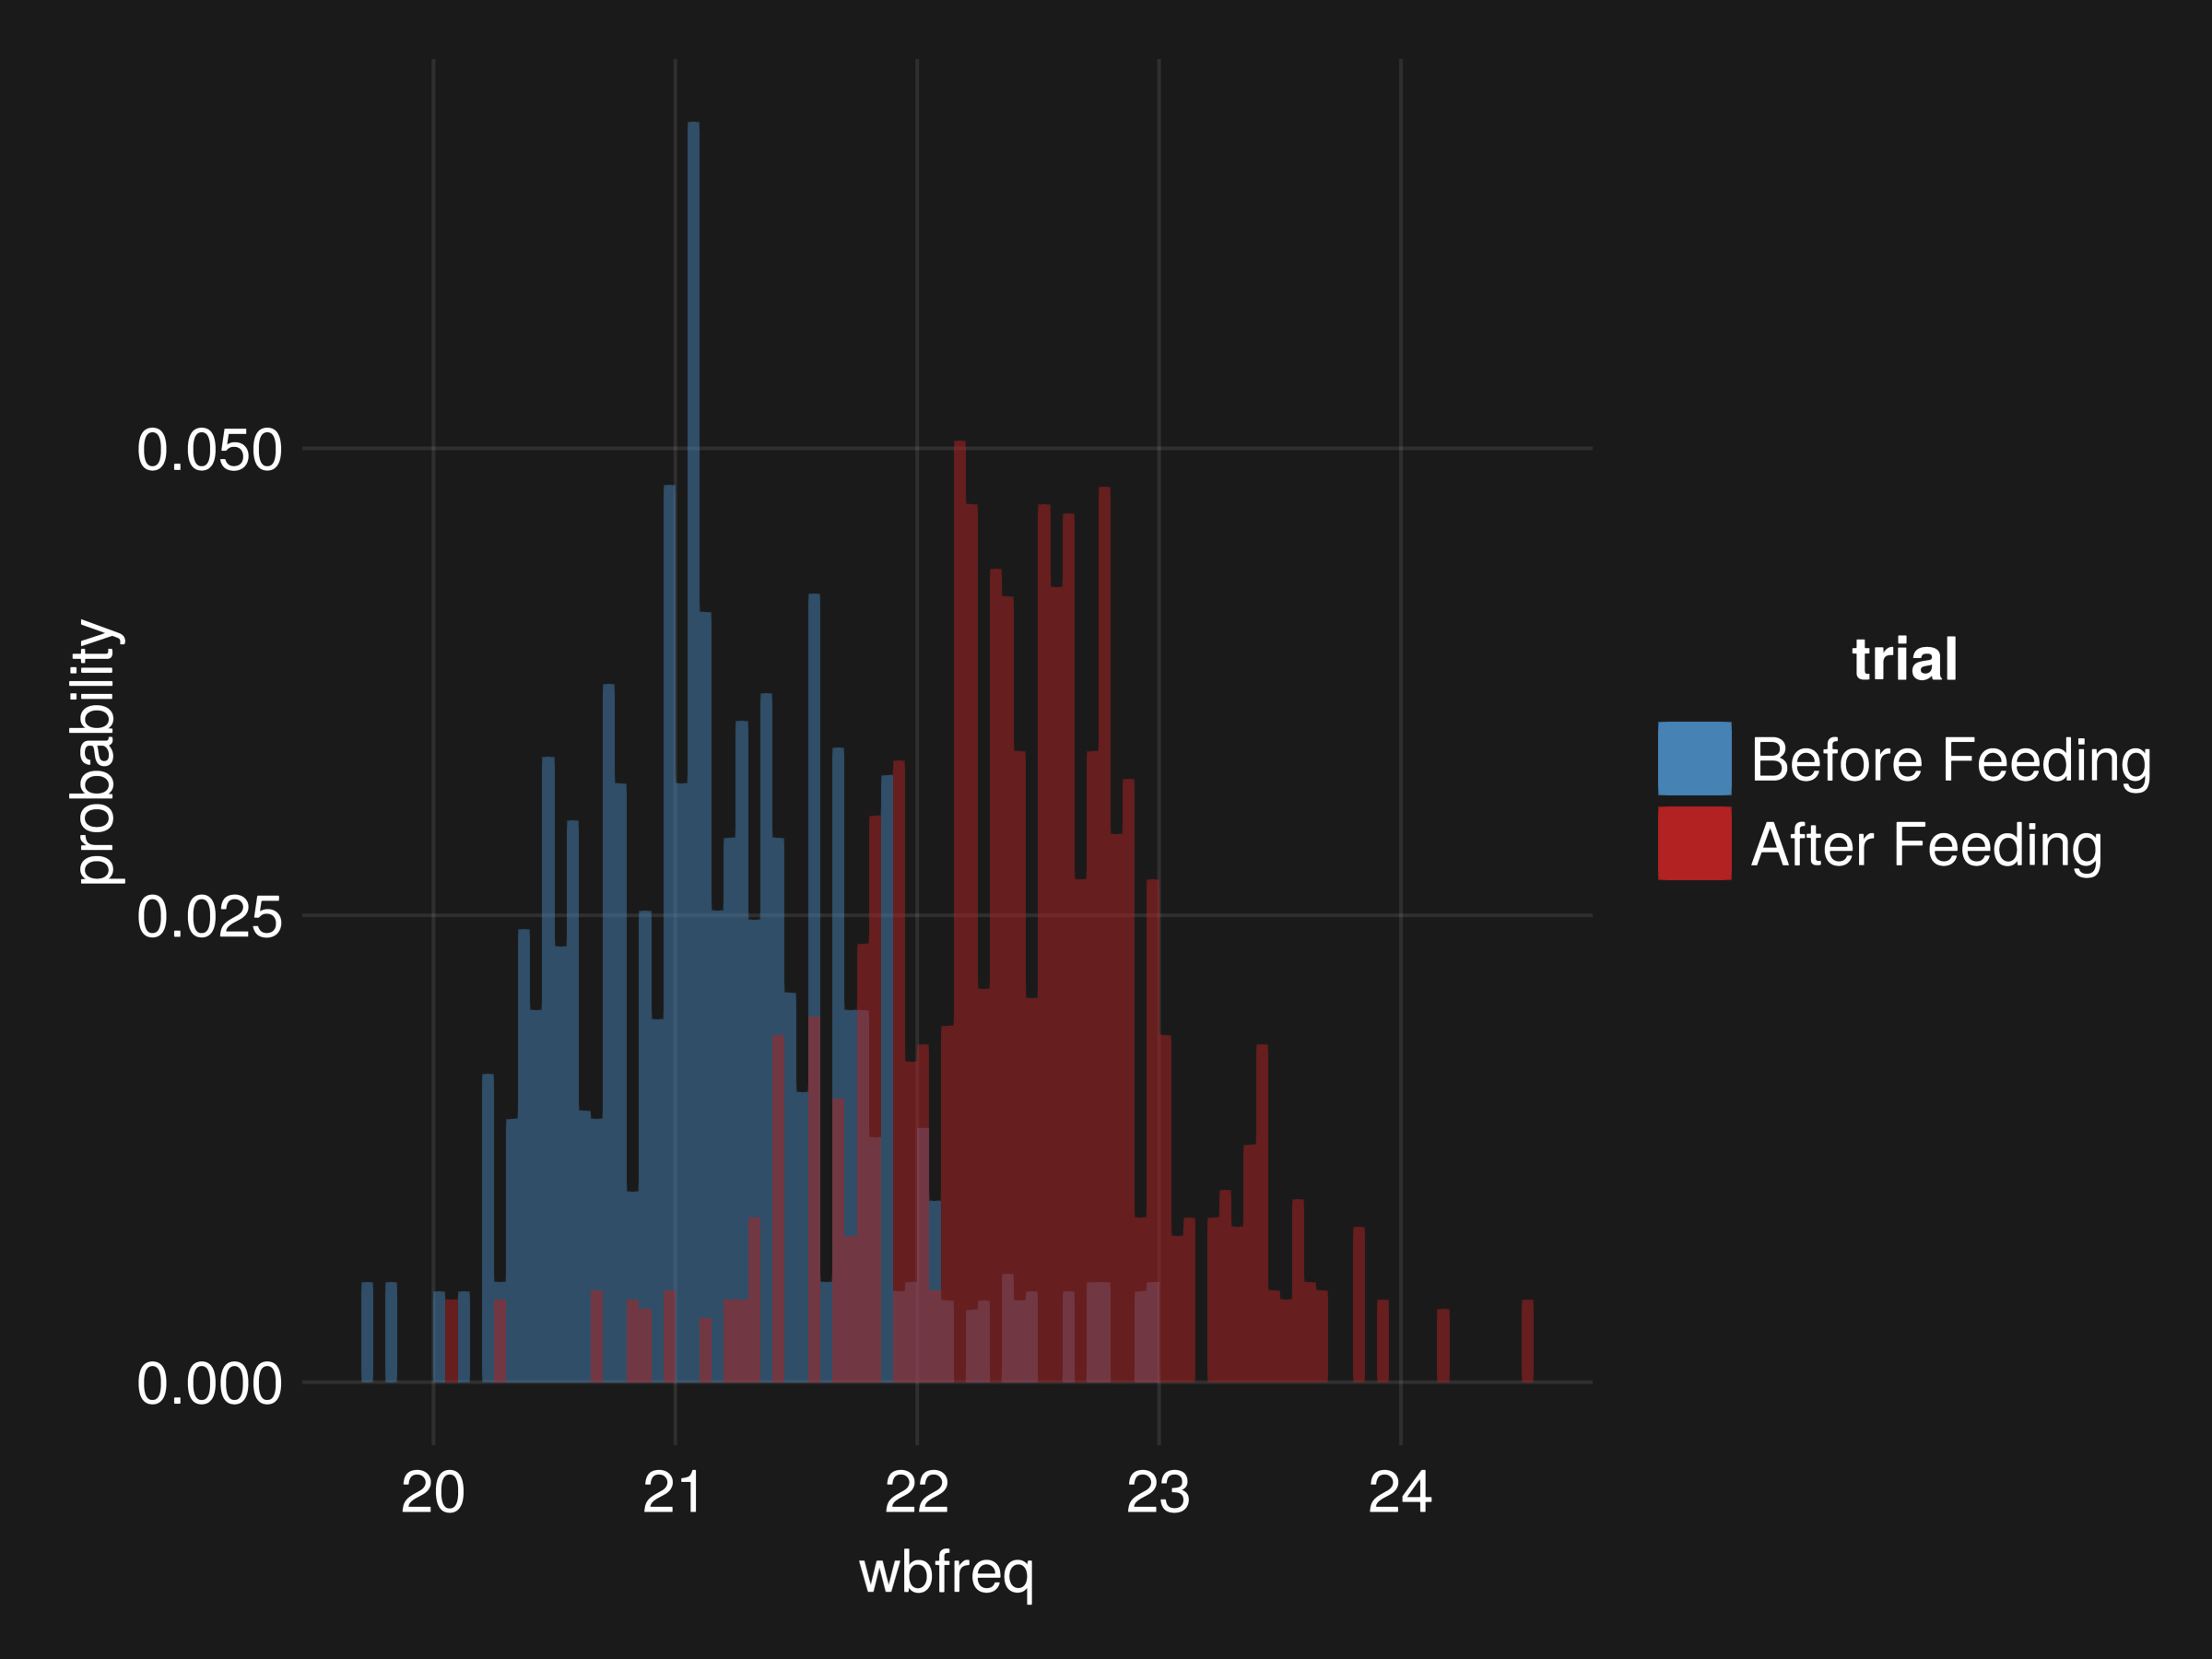 0.050
0.025
0.000
probability
20 21 22 23 24
wbfreq
trial
Before Feeding
After Feeding